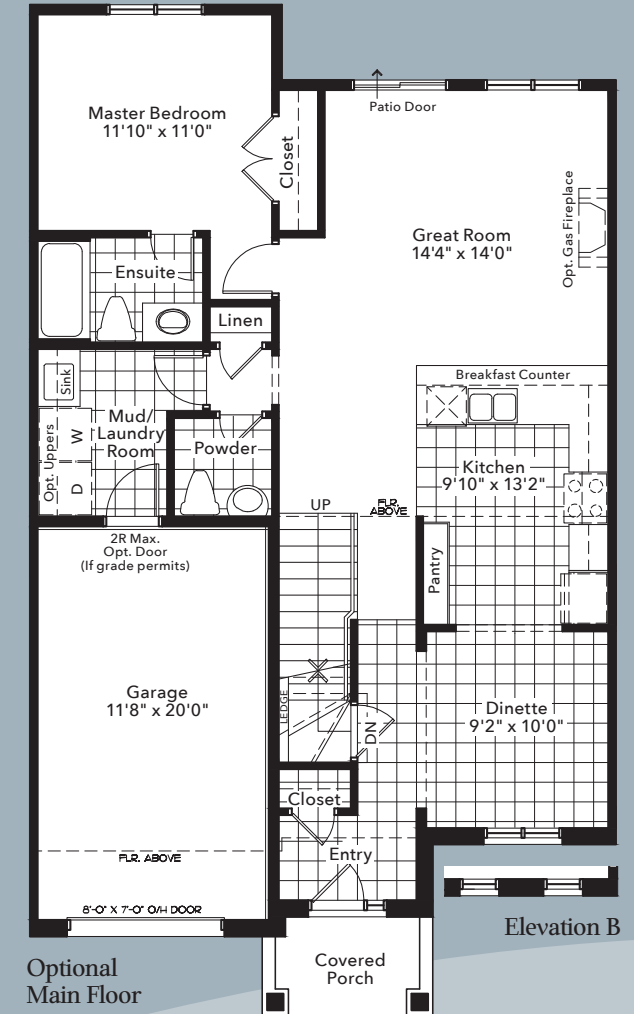 Master Bedroom
11'10" x 11'0"
Closet
Patio Door
Great Room
14'4" x 14'0"
Opt. Gas Fireplace
Ensuite
Linen
Breakfast Counter
Sink
Mud/
Laundry
Room
Opt. Uppers
W
D
Powder
Kitchen
9'10" x 13'2"
UP
FLR.
ABOVE
Pantry
2R Max.
Opt. Door
(If grade permits)
Garage
11'8" x 20'0"
LEDGE
DN
Dinette
9'2" x 10'0"
Closet
Entry
FLR. ABOVE
8'-0" X 7'-0" O/H DOOR
Elevation B
Covered
Porch
Optional
Main Floor